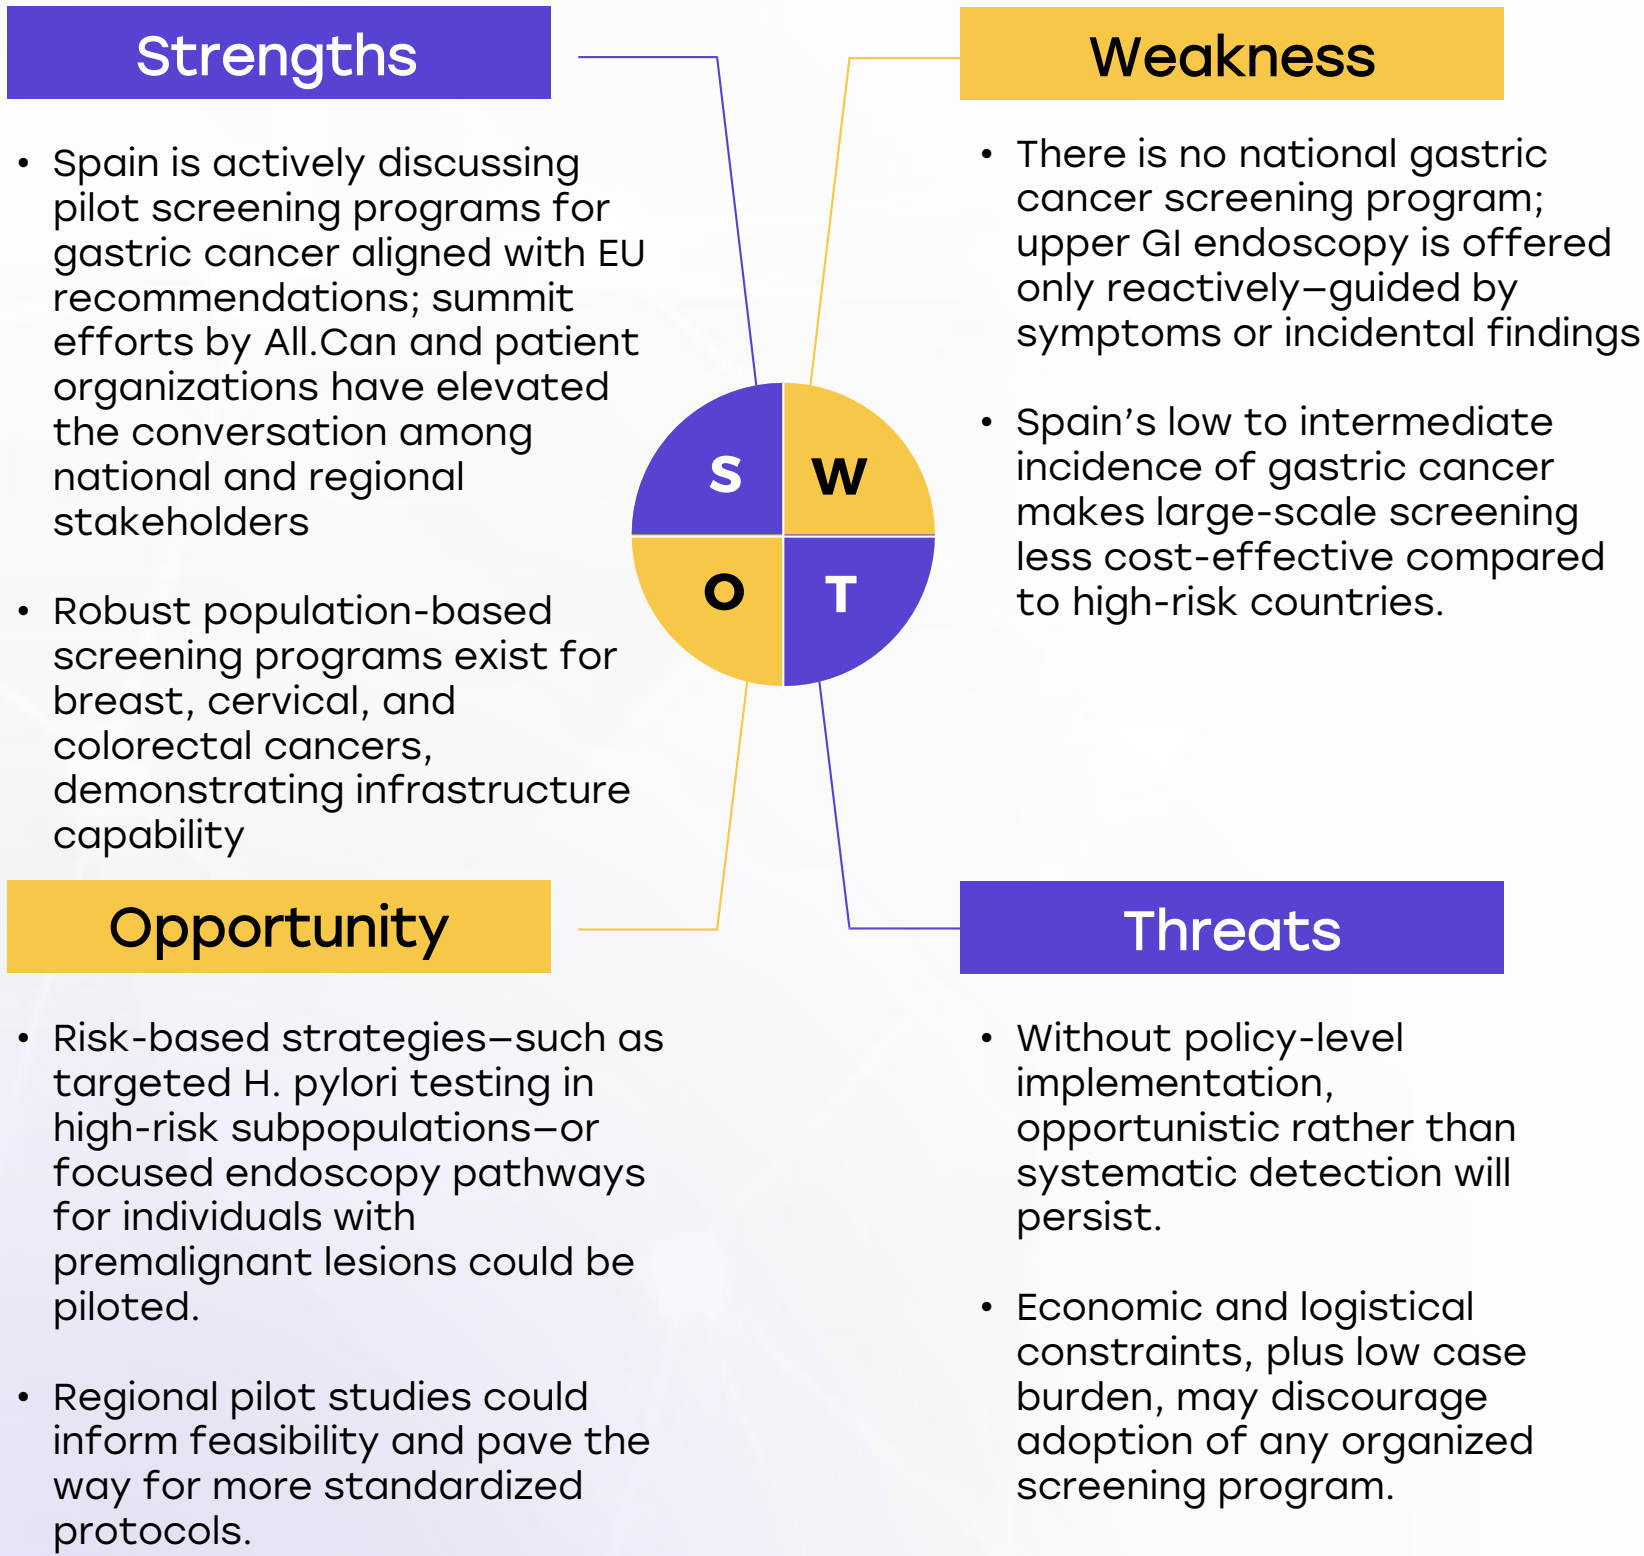 Strengths
• Spain is actively discussing
pilot screening programs for
gastric cancer aligned with EU
recommendations; summit
efforts by All.Can and patient
organizations have elevated
the conversation among
national and regional
stakeholders
• Robust population-based
screening programs exist for
breast, cervical, and
colorectal cancers,
demonstrating infrastructure
capability
Weakness
• There is no national gastric
cancer screening program;
upper GI endoscopy is offered
only reactively—guided by
symptoms or incidental findings
• Spain’s low to intermediate
incidence of gastric cancer
makes large-scale screening
less cost-effective compared
to high-risk countries.
S
W
O
T
Opportunity
• Risk-based strategies—such as
targeted H. pylori testing in
high-risk subpopulations—or
focused endoscopy pathways
for individuals with
premalignant lesions could be
piloted.
• Regional pilot studies could
inform feasibility and pave the
way for more standardized
protocols.
Threats
• Without policy-level
implementation,
opportunistic rather than
systematic detection will
persist.
• Economic and logistical
constraints, plus low case
burden, may discourage
adoption of any organized
screening program.